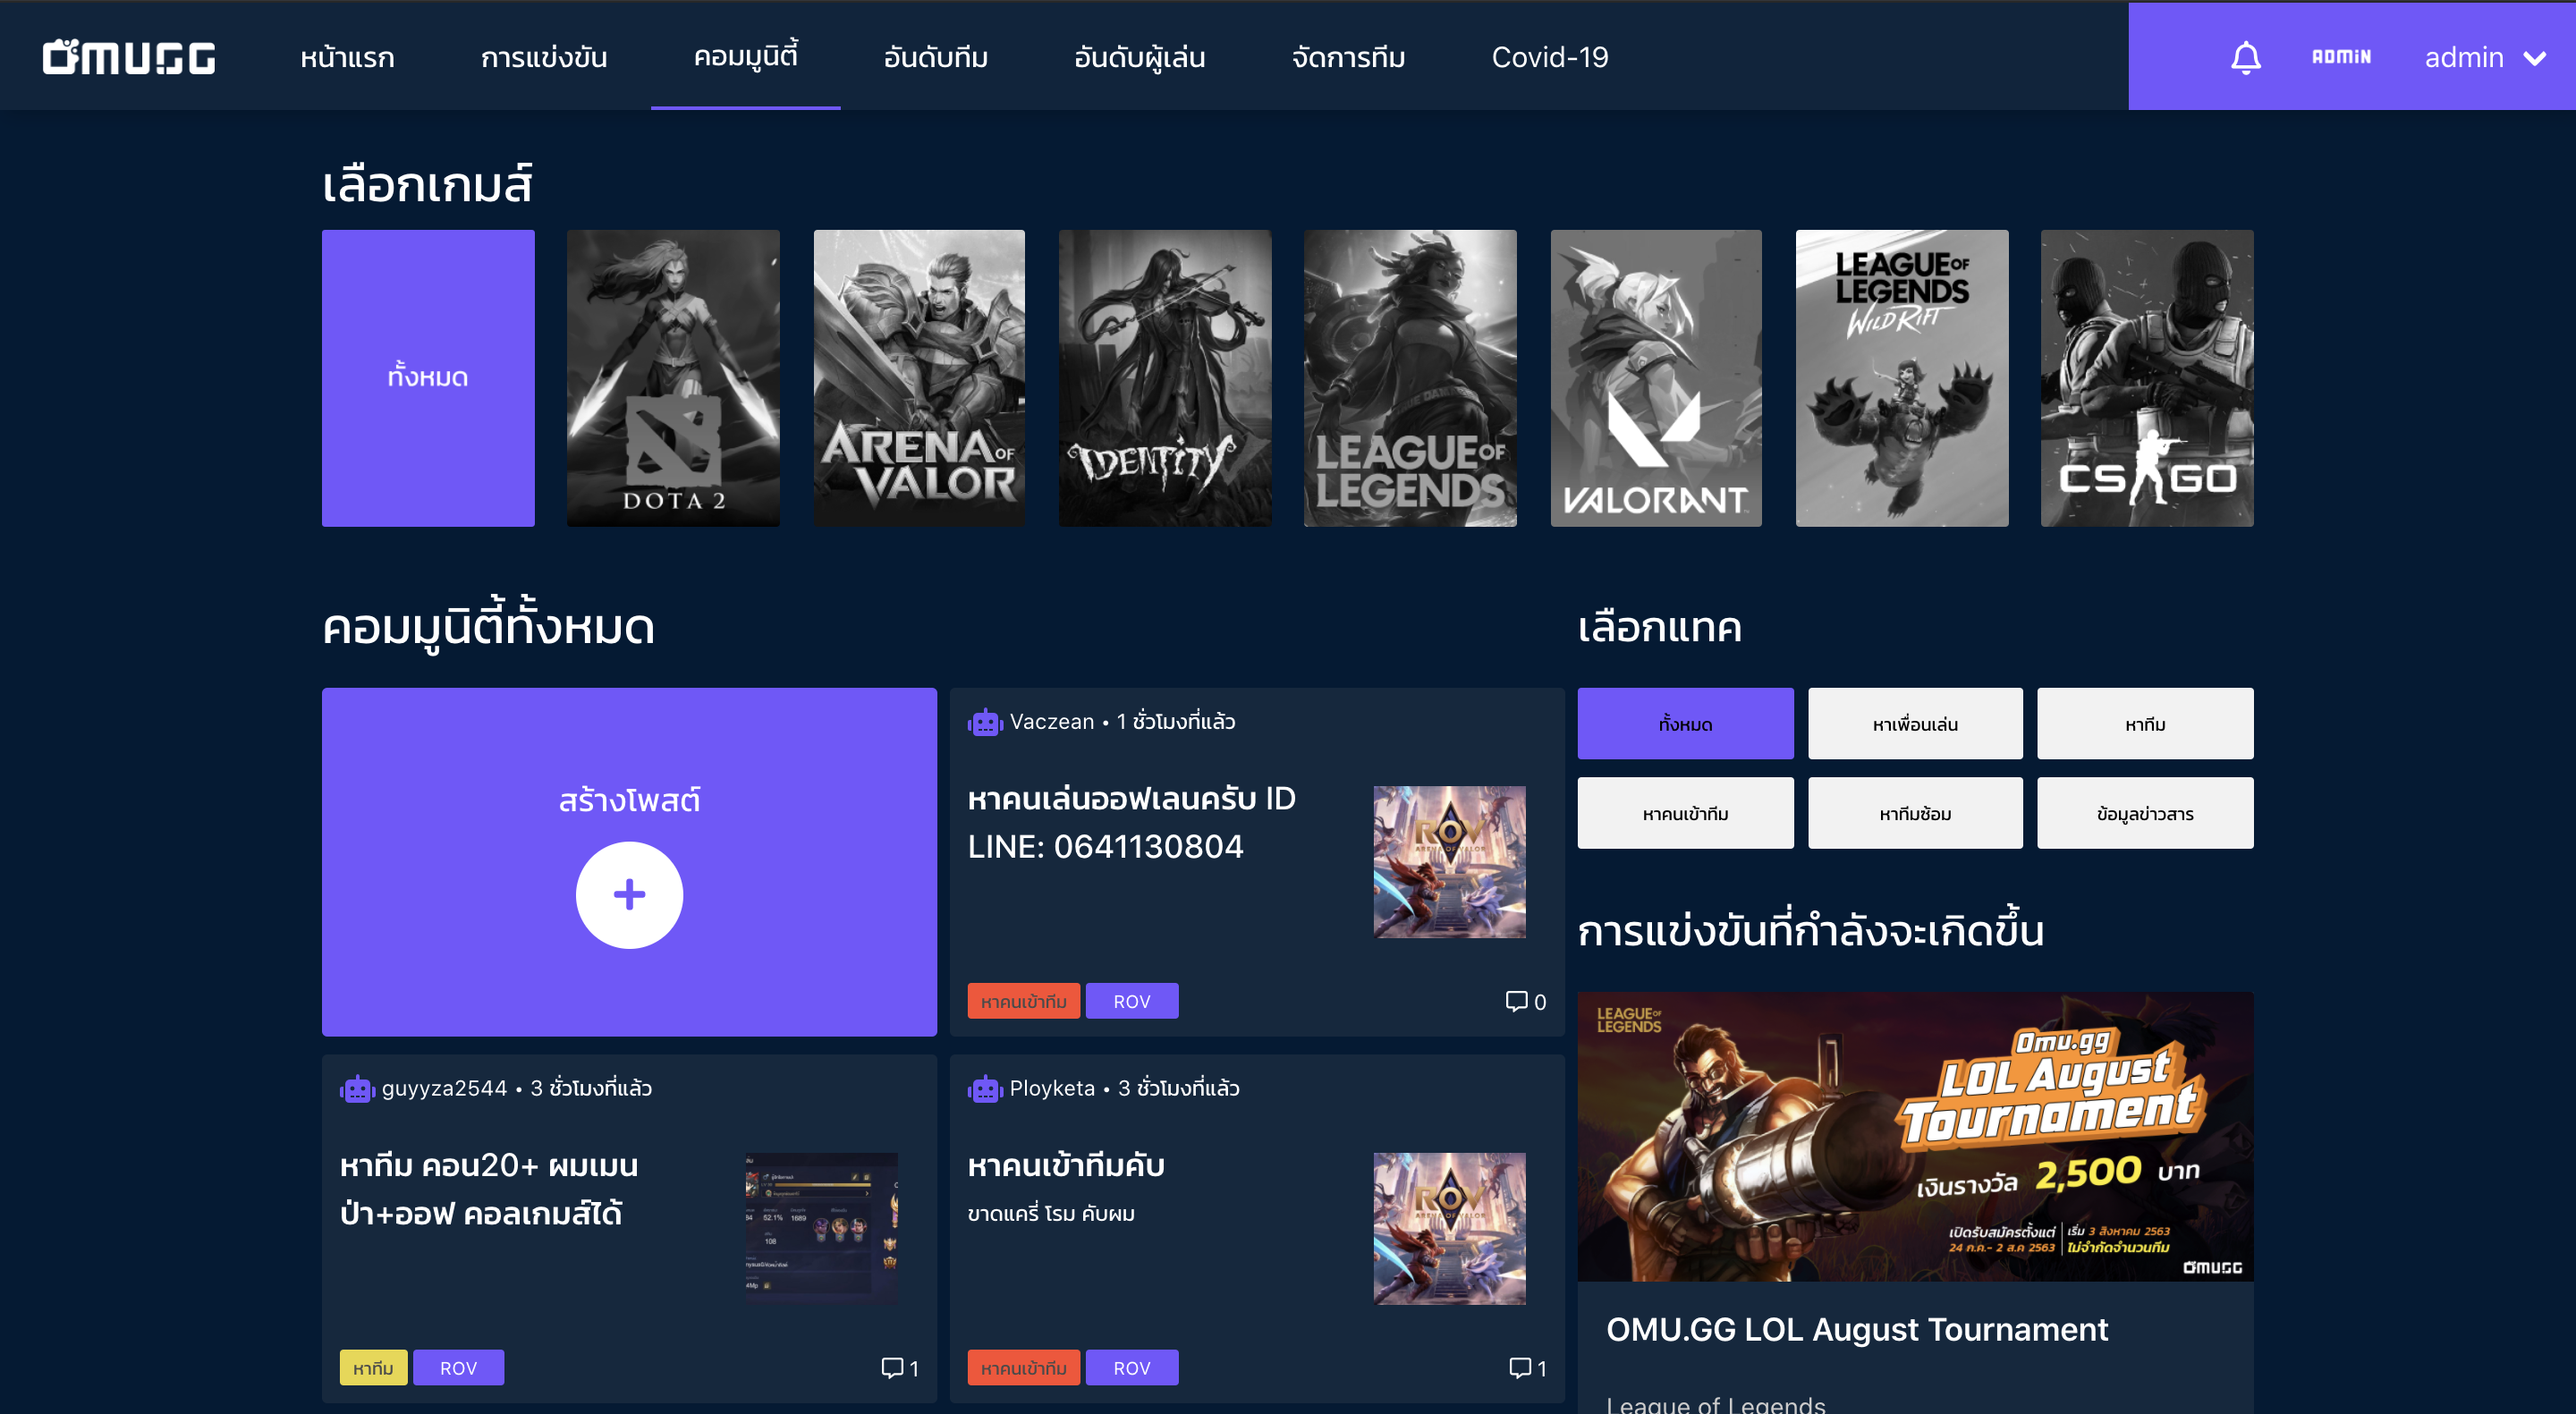 OMUGG
หน้าแรก
การแข่งขัน
คอมมูนิตี้
อันดับทีม
อันดับผู้เล่น
จัดการทีม
Covid-19
ADMIN
admin
เลือกเกมส์
ทั้งหมด
DOTA 2
ARENA OF VALOR
IDENTITY V
LEAGUE OF LEGENDS
VALORANT
LEAGUE OF LEGENDS WILD RIFT
CS GO
คอมมูนิตี้ทั้งหมด
สร้างโพสต์
Vaczean • 1 ชั่วโมงที่แล้ว
หาคนเล่นออฟเลนครับ ID
LINE: 0641130804
ROV
ARENA OF VALOR
หาคนเข้าทีม
ROV
0
guyyza2544 • 3 ชั่วโมงที่แล้ว
หาทีม คอน20+ ผมเมน
ป่า+ออฟ คอลเกมส์ได้
52.1%
1689
108
หาทีม
ROV
1
Ployketa • 3 ชั่วโมงที่แล้ว
หาคนเข้าทีมคับ
ขาดแครี่ โรม คับผม
ROV
ARENA OF VALOR
หาคนเข้าทีม
ROV
1
เลือกแทค
ทั้งหมด
หาเพื่อนเล่น
หาทีม
หาคนเข้าทีม
หาทีมซ้อม
ข้อมูลข่าวสาร
การแข่งขันที่กำลังจะเกิดขึ้น
LEAGUE OF LEGENDS
Omu.gg
LOL August
Tournament
เงินรางวัล 2,500 บาท
เปิดรับสมัครตั้งแต่
24 ก.ค.- 2 ส.ค 2563
เริ่ม 3 สิงหาคม 2563
ไม่จำกัดจำนวนทีม
OMUGG
OMU.GG LOL August Tournament
League of Legends